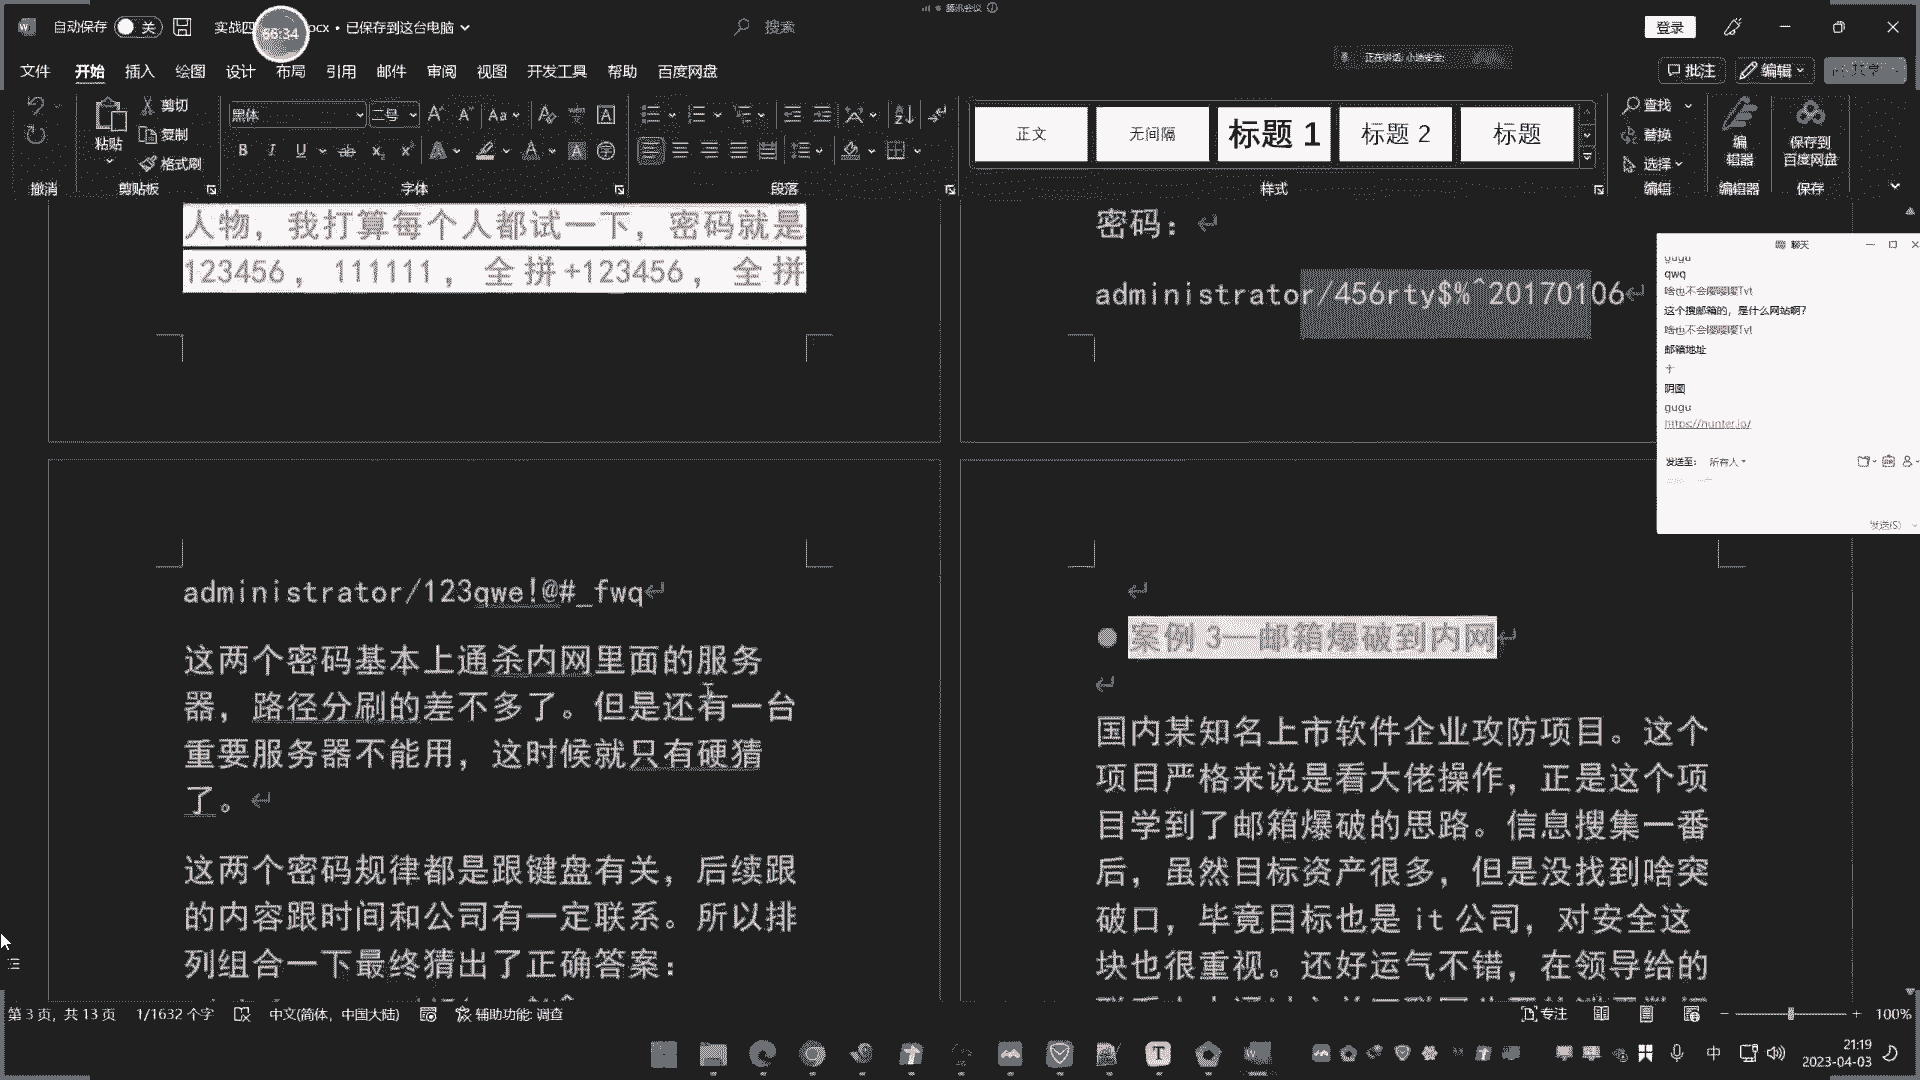 腾讯会议
自动保存 关 实战四 ocx • 已保存到这台电脑
56:34
搜索
登录
文件 开始 插入 绘图 设计 布局 引用 邮件 审阅 视图 开发工具 帮助 百度网盘
批注 编辑 共享
剪切
复制
格式刷
粘贴
黑体 二号
正文 无间隔 标题 1 标题 2 标题
查找
替换
选择
编辑器
保存到百度网盘
撤消 剪贴板 字体 段落 样式 编辑 编辑器 保存
人物，我打算每个人都试一下，密码就是
123456，111111，全拼+123456，全拼
密码：
administrator/456rty$%^20170106
administrator/123qwe!@#_fwq
这两个密码基本上通杀内网里面的服务
器，路径分刷的差不多了。但是还有一台
重要服务器不能用，这时候就只有硬猜
了。
这两个密码规律都是跟键盘有关，后续跟
的内容跟时间和公司有一定联系。所以排
列组合一下最终猜出了正确答案：
案例 3—邮箱爆破到内网
国内某知名上市软件企业攻防项目。这个
项目严格来说是看大佬操作，正是这个项
目学到了邮箱爆破的思路。信息搜集一番
后，虽然目标资产很多，但是没找到啥突
破口，毕竟目标也是 it 公司，对安全这
块也很重视。还好运气不错，在领导给的
聊天
gugu
qwq
啥也不会嘤嘤嘤TvT
这个搜邮箱的，是什么网站啊？
啥也不会嘤嘤嘤TvT
邮箱地址
阴图
gugu
https://hunter.io/
发送至： 所有人
发送(S)
第 3 页，共 13 页 1/1632 个字 中文(简体，中国大陆) 辅助功能: 调查
专注 100%
中
21:19
2023-04-03